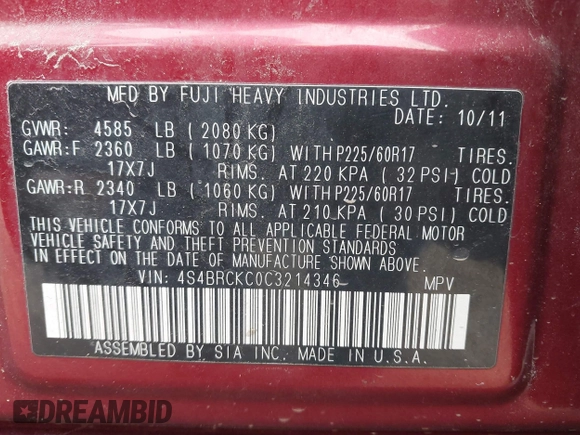 MFD BY FUJI HEAVY INDUSTRIES LTD.
DATE: 10/11
GVWR: 4585 LB (2080 KG)
GAWR:F 2360 LB (1070 KG) WITH P225/60R17 TIRES.
17X7J RIMS. AT 220 KPA (32 PSI) COLD
GAWR:R 2340 LB (1060 KG) WITH P225/60R17 TIRES.
17X7J RIMS. AT 210 KPA (30 PSI) COLD
THIS VEHICLE CONFORMS TO ALL APPLICABLE FEDERAL MOTOR
VEHICLE SAFETY AND THEFT PREVENTION STANDARDS
IN EFFECT ON THE DATE OF MANUFACTURE SHOWN ABOVE.
VIN: 4S4BRCKC0C3214346 MPV
ASSEMBLED BY SIA INC. MADE IN U.S.A.
DREAMBID